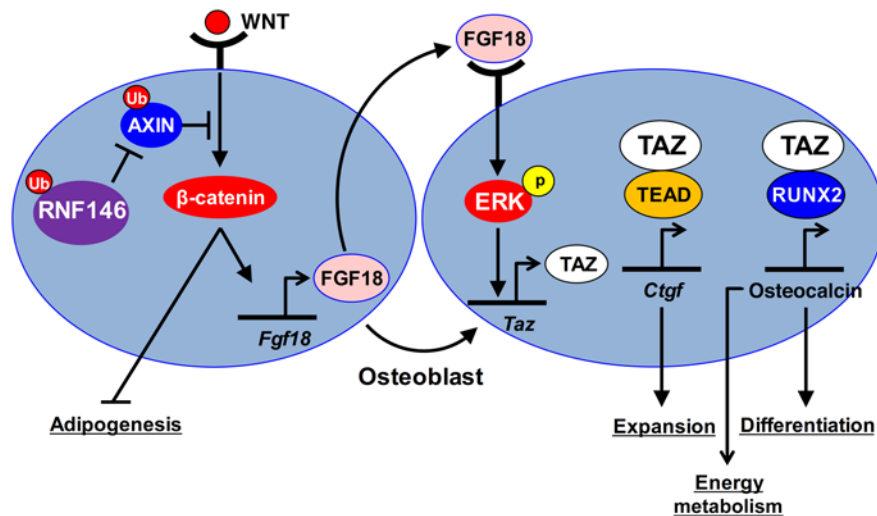 WNT
FGF18
Ub
AXIN
Ub
RNF146
β-catenin
FGF18
Fgf18
Adipogenesis
Osteoblast
ERK
p
TAZ
Taz
TAZ
TEAD
Ctgf
TAZ
RUNX2
Osteocalcin
Expansion
Differentiation
Energy
metabolism